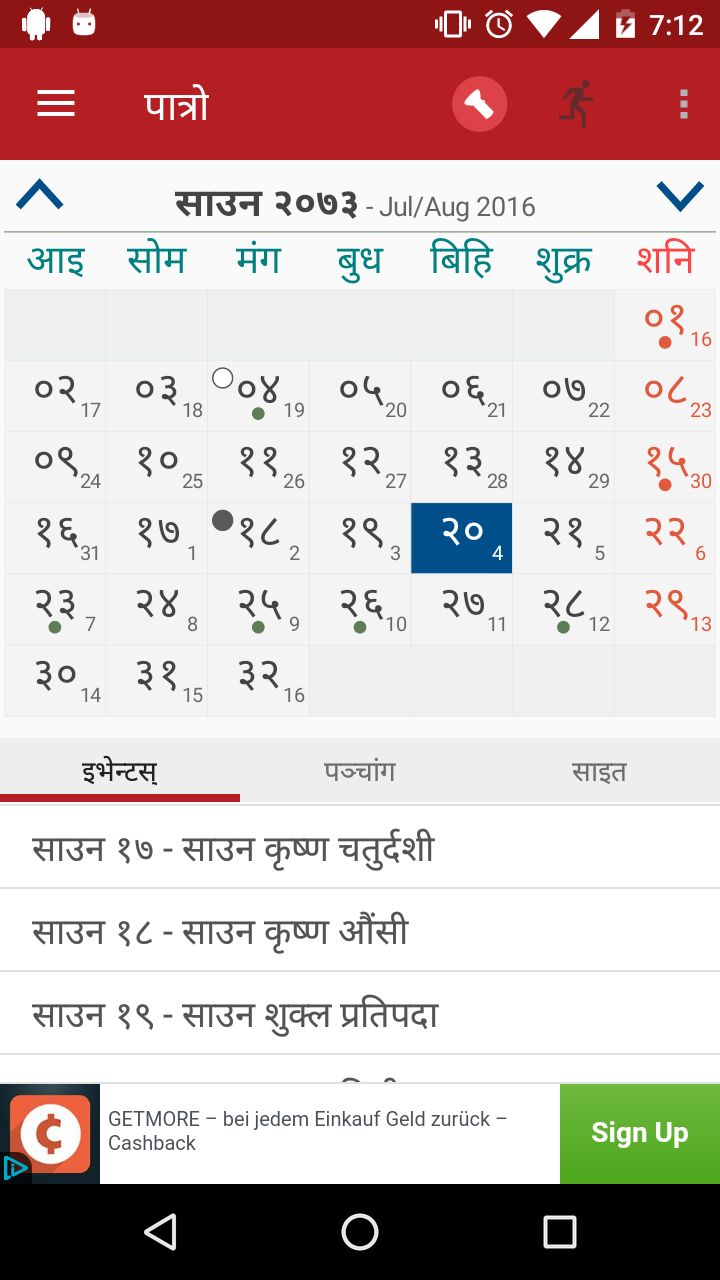 7:12
पात्रो
साउन २०७३ - Jul/Aug 2016
आइ सोम मंग बुध बिहि शुक्र शनि
०१ 16
०२ 17 ०३ 18 ०४ 19 ०५ 20 ०६ 21 ०७ 22 ०८ 23
०९ 24 १० 25 ११ 26 १२ 27 १३ 28 १४ 29 १५ 30
१६ 31 १७ 1 १८ 2 १९ 3 २० 4 २१ 5 २२ 6
२३ 7 २४ 8 २५ 9 २६ 10 २७ 11 २८ 12 २९ 13
३० 14 ३१ 15 ३२ 16
इभेन्टस् पञ्चांग साइत
साउन १७ - साउन कृष्ण चतुर्दशी
साउन १८ - साउन कृष्ण औंसी
साउन १९ - साउन शुक्ल प्रतिपदा
GETMORE – bei jedem Einkauf Geld zurück –
Cashback
Sign Up